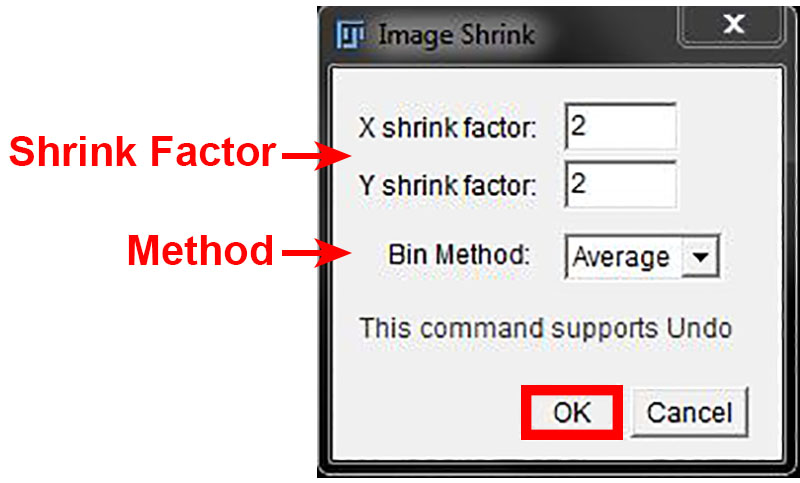 Image Shrink
X shrink factor: 2
Shrink Factor
Y shrink factor: 2
Method
Bin Method: Average
This command supports Undo
OK Cancel